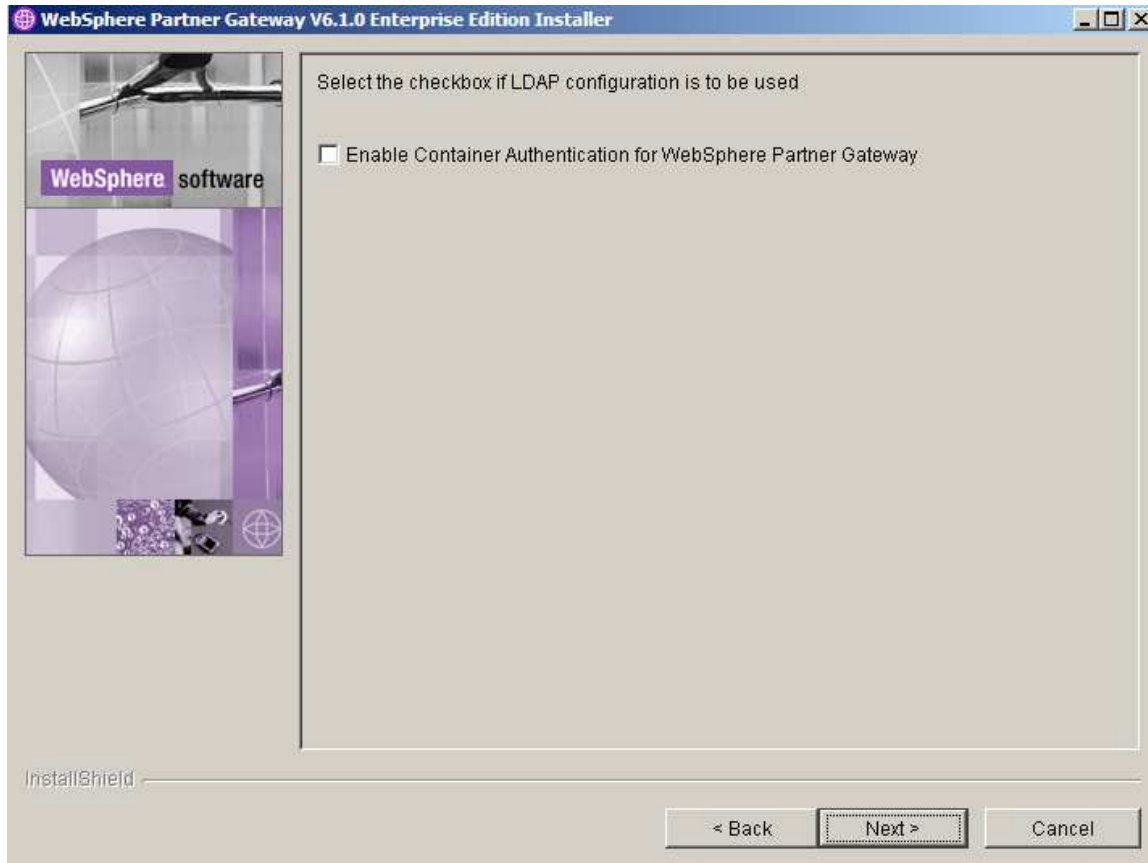 WebSphere Partner Gateway V6.1.0 Enterprise Edition Installer
Select the checkbox if LDAP configuration is to be used
Enable Container Authentication for WebSphere Partner Gateway
WebSphere software
InstallShield
< Back Next > Cancel